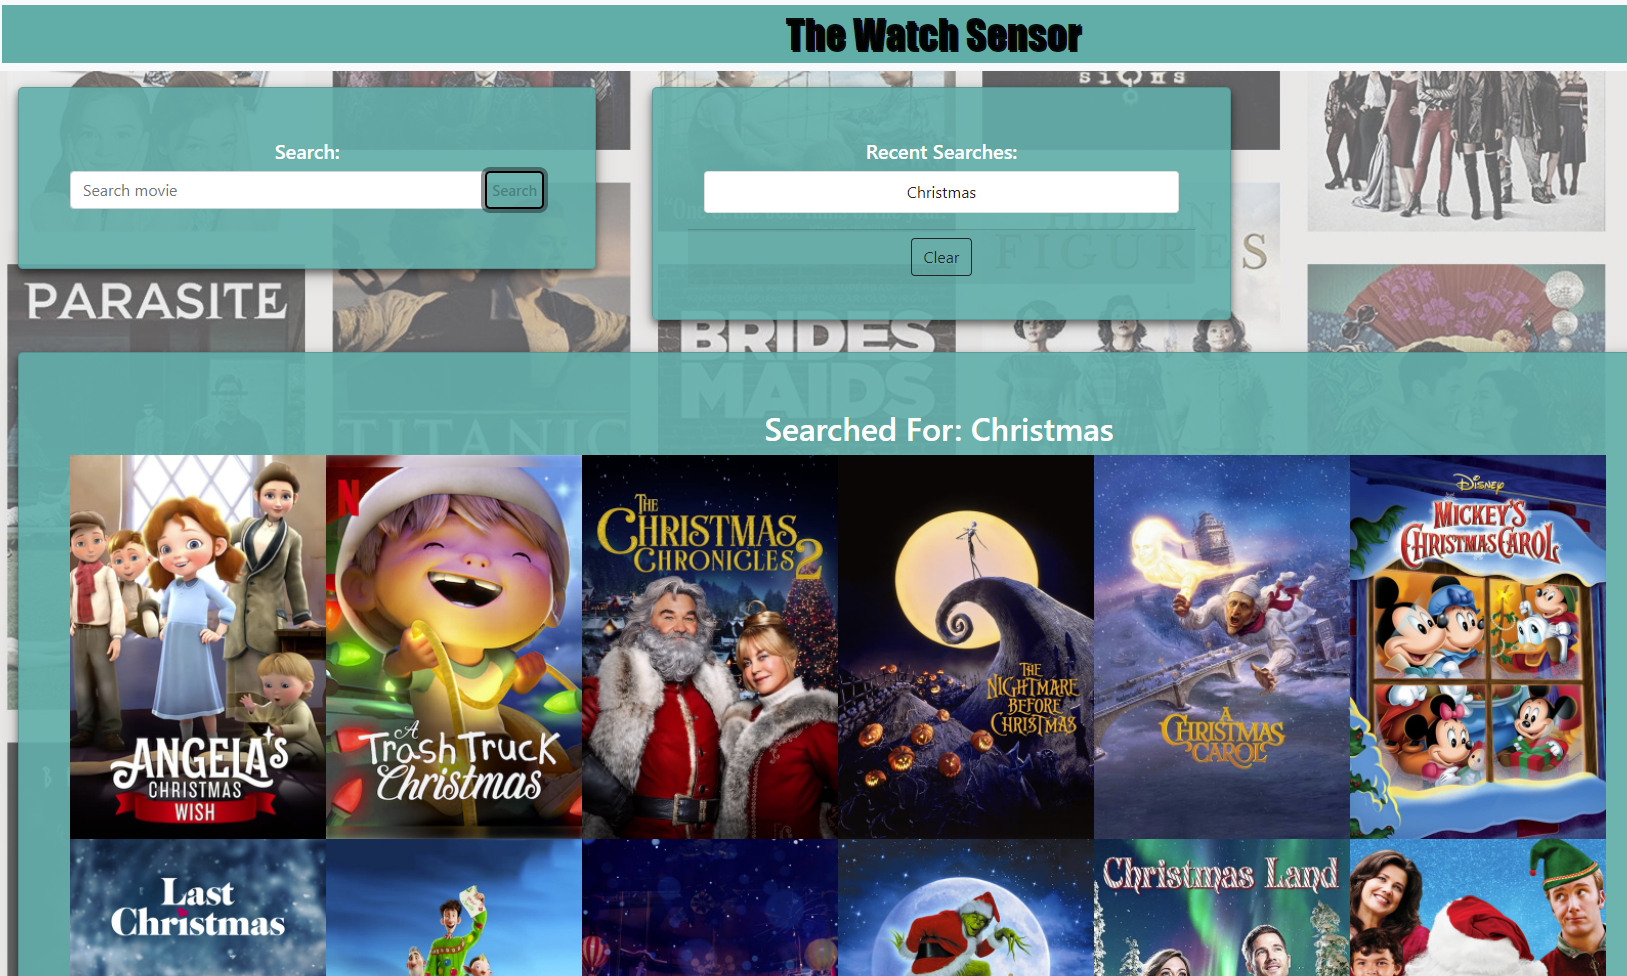 The Watch Sensor
signs
Search:
Search movie
Search
Recent Searches:
Christmas
HIDDEN
FIGURES
Clear
PARASITE
BRIDES
MAIDS
TITANIC
Searched For: Christmas
N
THE
CHRISTMAS
CHRONICLES 2
Disney
MICKEY'S
CHRISTMAS CAROL
THE
NIGHTMARE
BEFORE
CHRISTMAS
A
CHRISTMAS
CAROL
ANGELA'S
CHRISTMAS
WISH
A
Trash Truck
Christmas
Last
Christmas
Christmas Land